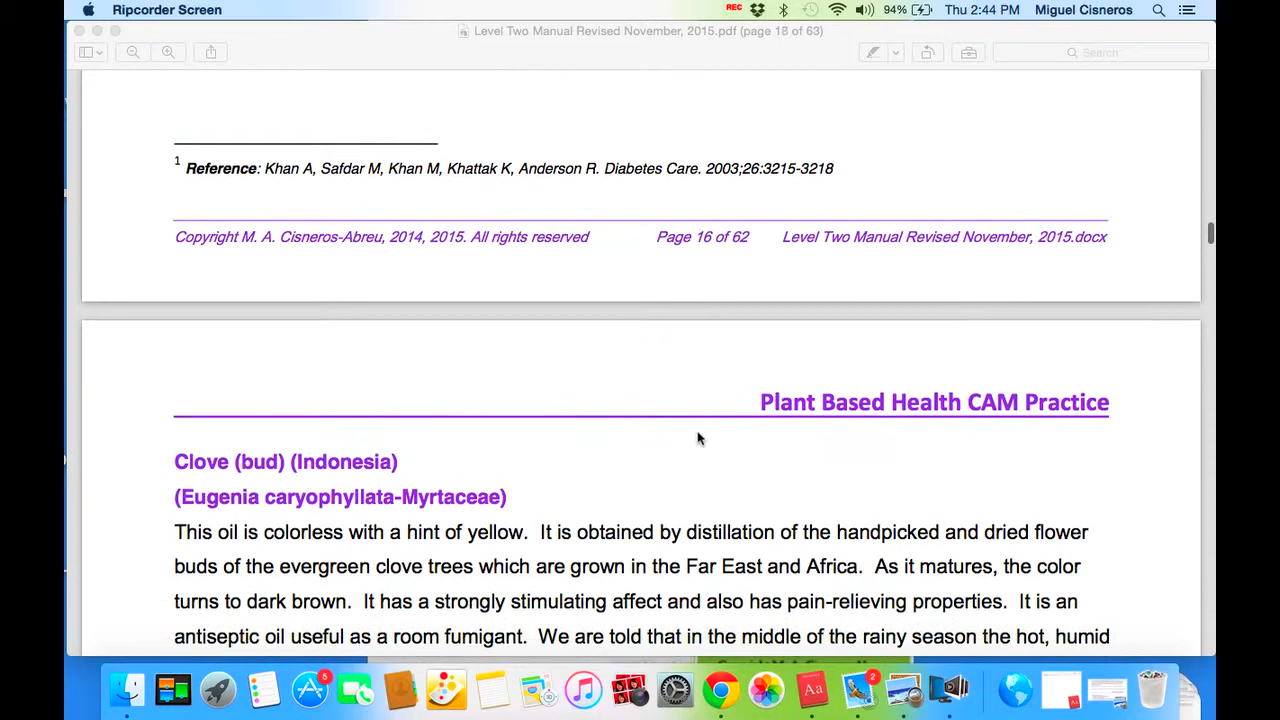 Ripcorder Screen
REC
94%
Thu 2:44 PM
Miguel Cisneros
Level Two Manual Revised November, 2015.pdf (page 18 of 63)
Search
1 Reference: Khan A, Safdar M, Khan M, Khattak K, Anderson R. Diabetes Care. 2003;26:3215-3218
Copyright M. A. Cisneros-Abreu, 2014, 2015. All rights reserved Page 16 of 62 Level Two Manual Revised November, 2015.docx
Plant Based Health CAM Practice
Clove (bud) (Indonesia)
(Eugenia caryophyllata-Myrtaceae)
This oil is colorless with a hint of yellow. It is obtained by distillation of the handpicked and dried flower
buds of the evergreen clove trees which are grown in the Far East and Africa. As it matures, the color
turns to dark brown. It has a strongly stimulating affect and also has pain-relieving properties. It is an
antiseptic oil useful as a room fumigant. We are told that in the middle of the rainy season the hot, humid
5
10
Aa
2